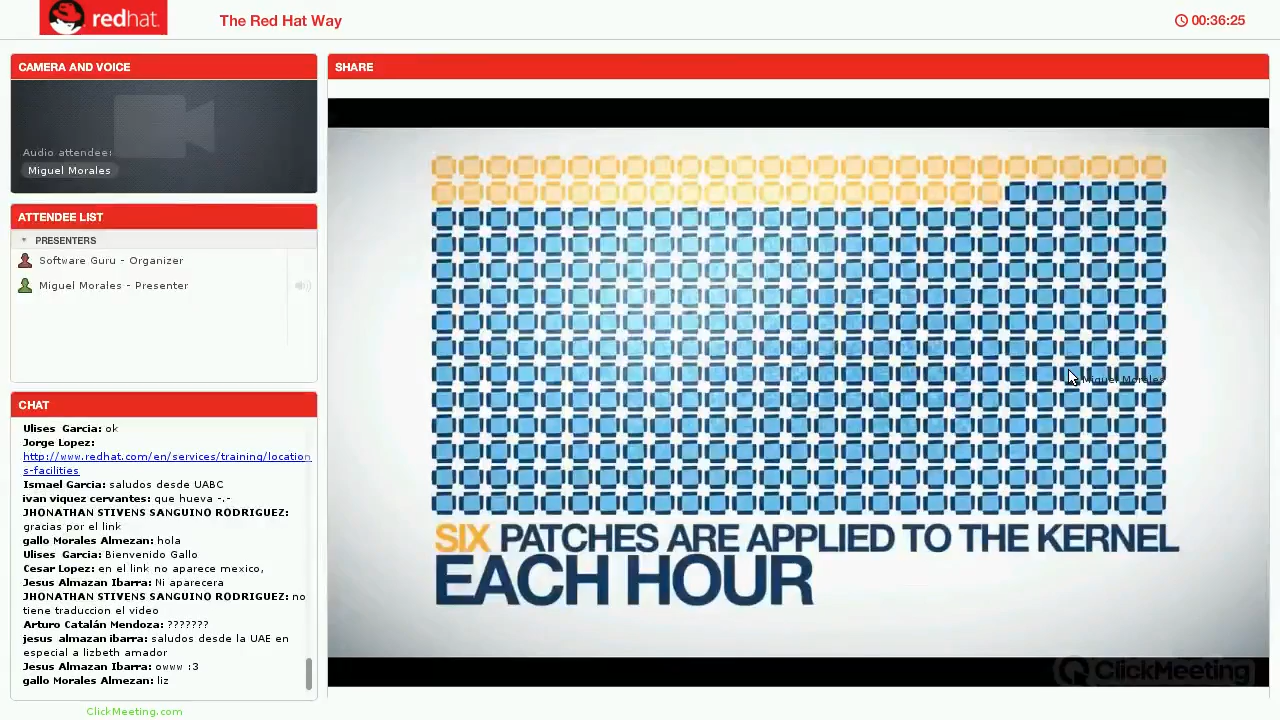 redhat.
The Red Hat Way
00:36:25
CAMERA AND VOICE
Audio attendee:
Miguel Morales
ATTENDEE LIST
PRESENTERS
Software Guru - Organizer
Miguel Morales - Presenter
CHAT
Ulises Garcia: ok
Jorge Lopez:
http://www.redhat.com/en/services/training/location
s-facilities
Ismael Garcia: saludos desde UABC
ivan viquez cervantes: que hueva -.-
JHONATHAN STIVENS SANGUINO RODRIGUEZ:
gracias por el link
gallo Morales Almezan: hola
Ulises Garcia: Bienvenido Gallo
Cesar Lopez: en el link no aparece mexico,
Jesus Almazan Ibarra: Ni aparecera
JHONATHAN STIVENS SANGUINO RODRIGUEZ: no
tiene traduccion el video
Arturo Catalán Mendoza: ???????
jesus almazan ibarra: saludos desde la UAE en
especial a lizbeth amador
Jesus Almazan Ibarra: owww :3
gallo Morales Almezan: liz
ClickMeeting.com
SHARE
Miguel Morales
SIX PATCHES ARE APPLIED TO THE KERNEL
EACH HOUR
ClickMeeting